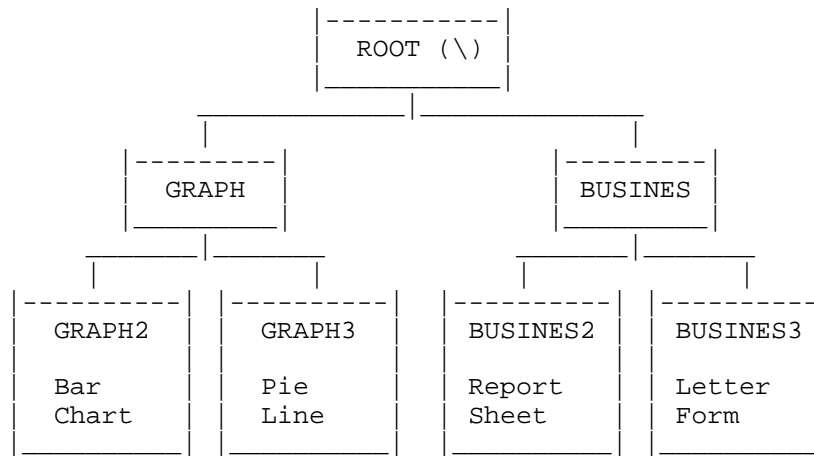 ROOT (\)
GRAPH BUSINES
GRAPH2 GRAPH3 BUSINES2 BUSINES3
Bar Pie Report Letter
Chart Line Sheet Form